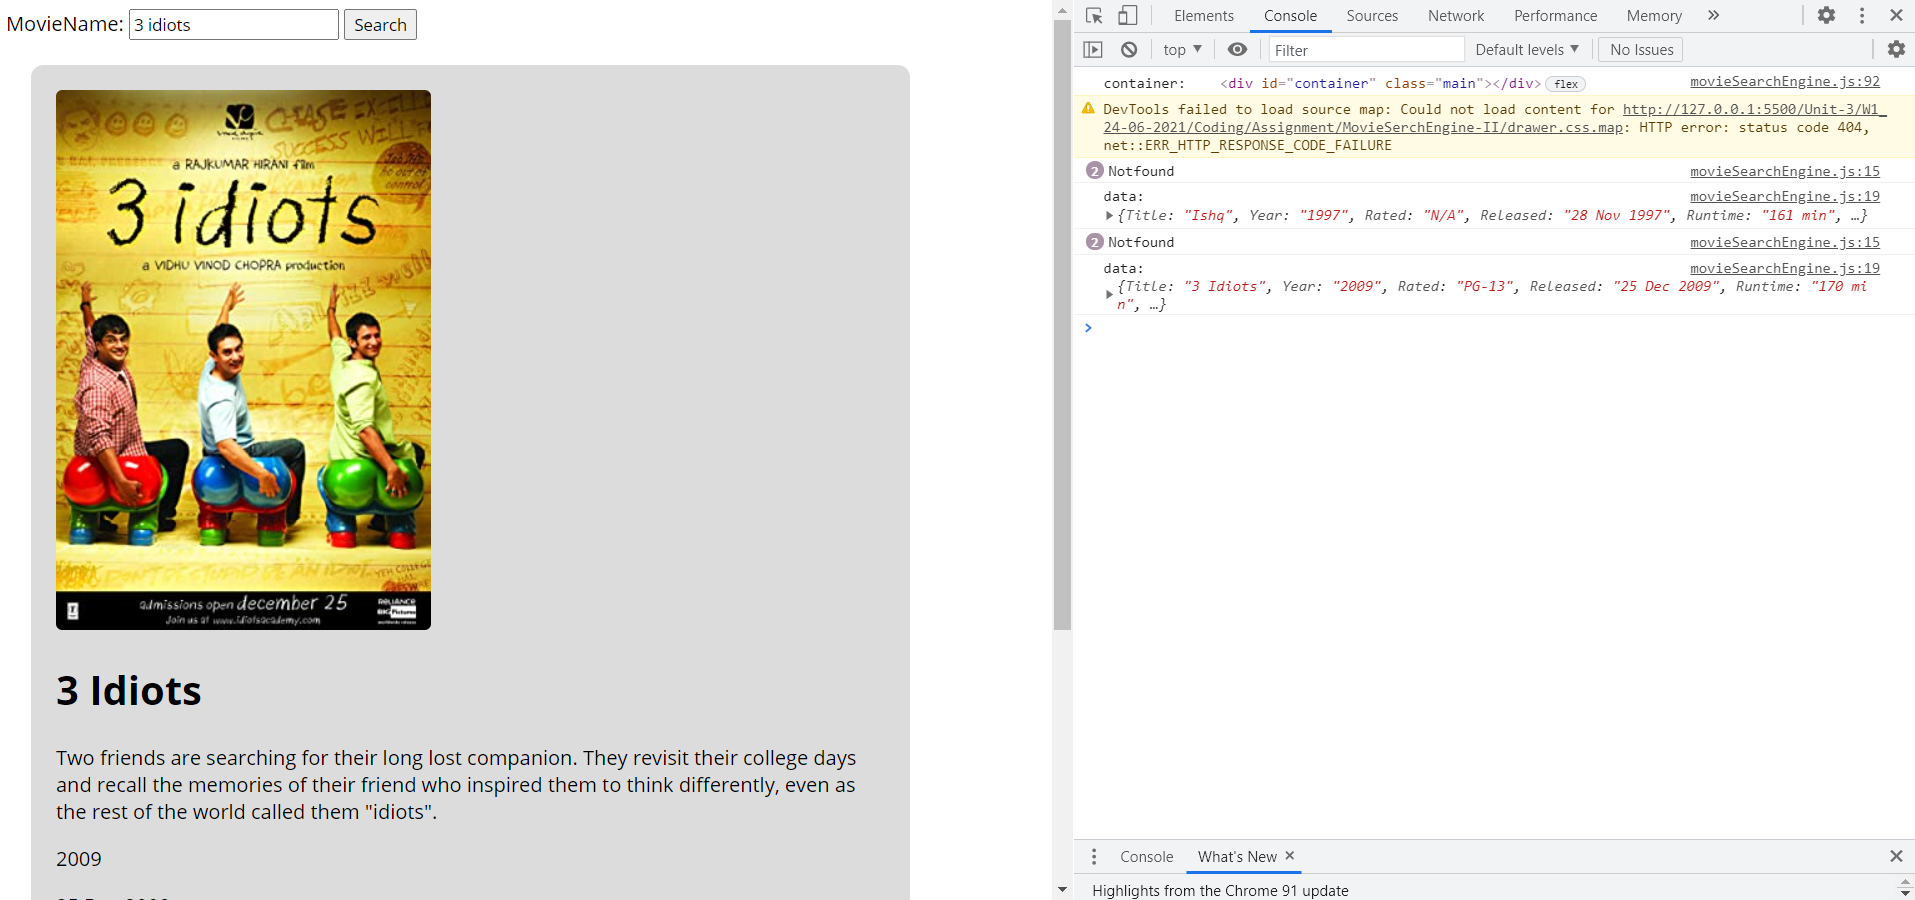 MovieName: 3 idiots Search
a RAJKUMAR HIRANI film
3 idiots
a VIDHU VINOD CHOPRA production
admissions open december 25
Join us at www.idiotsacademy.com
RELIANCE
BIG Pictures
3 Idiots
Two friends are searching for their long lost companion. They revisit their college days
and recall the memories of their friend who inspired them to think differently, even as
the rest of the world called them "idiots".
2009
Elements Console Sources Network Performance Memory »
top ▼ Filter Default levels ▼ No Issues
container: <div id="container" class="main"></div> flex movieSearchEngine.js:92
DevTools failed to load source map: Could not load content for http://127.0.0.1:5500/Unit-3/W1_
24-06-2021/Coding/Assignment/MovieSerchEngine-II/drawer.css.map: HTTP error: status code 404,
net::ERR_HTTP_RESPONSE_CODE_FAILURE
2 Notfound movieSearchEngine.js:15
data: movieSearchEngine.js:19
{Title: "Ishq", Year: "1997", Rated: "N/A", Released: "28 Nov 1997", Runtime: "161 min", …}
2 Notfound movieSearchEngine.js:15
data: movieSearchEngine.js:19
{Title: "3 Idiots", Year: "2009", Rated: "PG-13", Released: "25 Dec 2009", Runtime: "170 mi
n", …}
Console What's New ×
Highlights from the Chrome 91 update